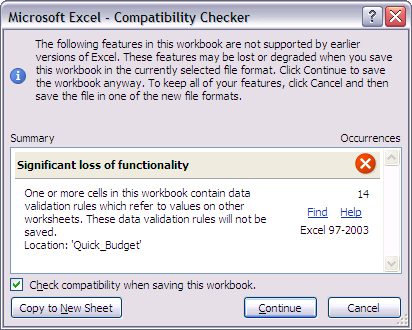 Microsoft Excel - Compatibility Checker
The following features in this workbook are not supported by earlier
versions of Excel. These features may be lost or degraded when you save
this workbook in the currently selected file format. Click Continue to save
the workbook anyway. To keep all of your features, click Cancel and then
save the file in one of the new file formats.
Summary Occurrences
Significant loss of functionality
One or more cells in this workbook contain data
validation rules which refer to values on other
worksheets. These data validation rules will not be
saved.
Location: 'Quick_Budget'
14
Find Help
Excel 97-2003
Check compatibility when saving this workbook.
Copy to New Sheet Continue Cancel